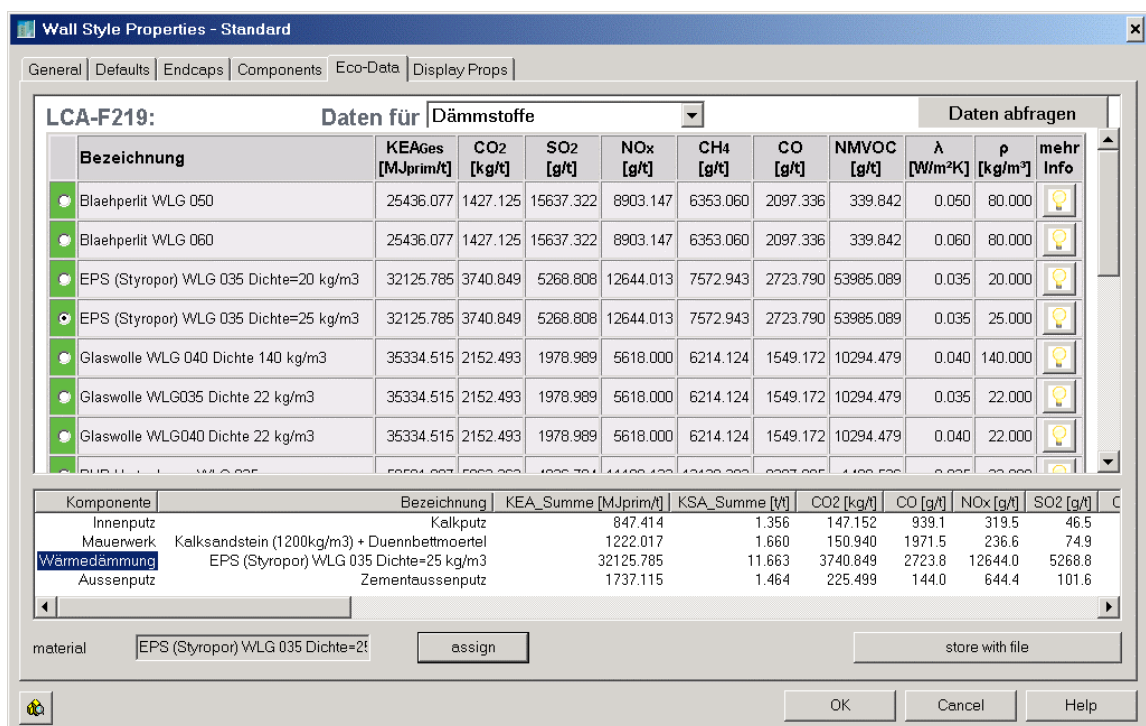 Wall Style Properties - Standard
General Defaults Endcaps Components Eco-Data Display Props
LCA-F219: Daten für Dämmstoffe Daten abfragen
Bezeichnung KEAGes [MJprim/t] CO2 [kg/t] SO2 [g/t] NOx [g/t] CH4 [g/t] CO [g/t] NMVOC [g/t] λ [W/m²K] ρ [kg/m³] mehr Info
Blaehperlit WLG 050 25436.077 1427.125 15637.322 8903.147 6353.060 2097.336 339.842 0.050 80.000
Blaehperlit WLG 060 25436.077 1427.125 15637.322 8903.147 6353.060 2097.336 339.842 0.060 80.000
EPS (Styropor) WLG 035 Dichte=20 kg/m3 32125.785 3740.849 5268.808 12644.013 7572.943 2723.790 53985.089 0.035 20.000
EPS (Styropor) WLG 035 Dichte=25 kg/m3 32125.785 3740.849 5268.808 12644.013 7572.943 2723.790 53985.089 0.035 25.000
Glaswolle WLG 040 Dichte 140 kg/m3 35334.515 2152.493 1978.989 5618.000 6214.124 1549.172 10294.479 0.040 140.000
Glaswolle WLG035 Dichte 22 kg/m3 35334.515 2152.493 1978.989 5618.000 6214.124 1549.172 10294.479 0.035 22.000
Glaswolle WLG040 Dichte 22 kg/m3 35334.515 2152.493 1978.989 5618.000 6214.124 1549.172 10294.479 0.040 22.000
Komponente Bezeichnung KEA_Summe [MJprim/t] KSA_Summe [t/t] CO2 [kg/t] CO [g/t] NOx [g/t] SO2 [g/t] C
Innenputz Kalkputz 847.414 1.356 147.152 939.1 319.5 46.5
Mauerwerk Kalksandstein (1200kg/m3) + Duennbettmoertel 1222.017 1.660 150.940 1971.5 236.6 74.9
Wärmedämmung EPS (Styropor) WLG 035 Dichte=25 kg/m3 32125.785 11.663 3740.849 2723.8 12644.0 5268.8
Aussenputz Zementaussenputz 1737.115 1.464 225.499 144.0 644.4 101.6
material EPS (Styropor) WLG 035 Dichte=25 assign store with file
OK Cancel Help